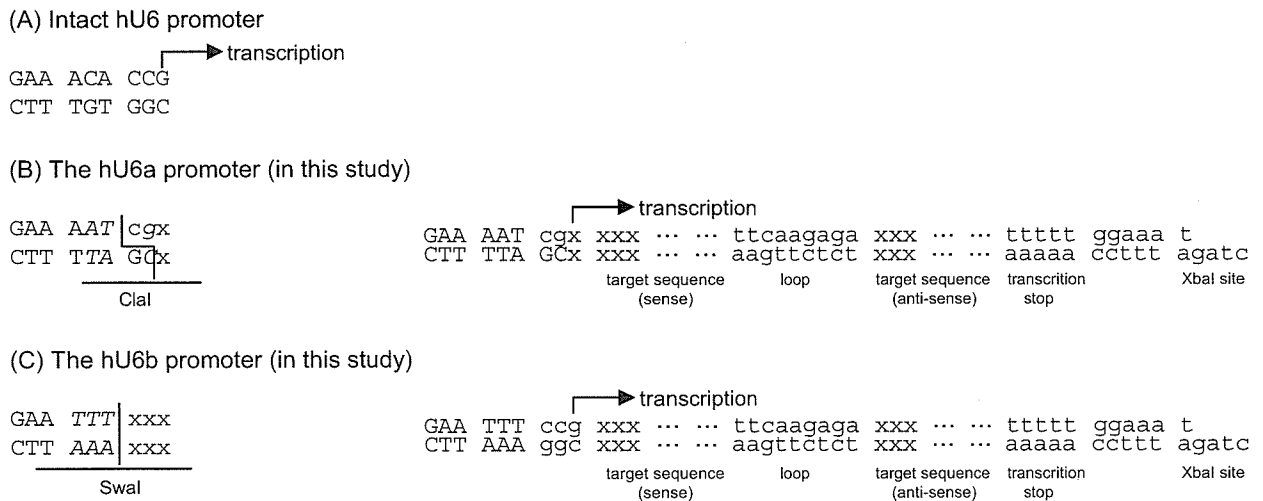 (A) Intact hU6 promoter
transcription
GAA ACA CCG
CTT TGT GGC
(B) The hU6a promoter (in this study)
GAA AAT cgx
CTT TTA GCx
ClaI
transcription
GAA AAT cgx xxx ··· ··· ttcaagaga xxx ··· ··· ttttt ggaaa t
CTT TTA GCx xxx ··· ··· aagttctct xxx ··· ··· aaaaa ccttt agatc
target sequence (sense) loop target sequence (anti-sense) transcrition stop XbaI site
(C) The hU6b promoter (in this study)
GAA TTT xxx
CTT AAA xxx
SwaI
transcription
GAA TTT ccg xxx ··· ··· ttcaagaga xxx ··· ··· ttttt ggaaa t
CTT AAA ggc xxx ··· ··· aagttctct xxx ··· ··· aaaaa ccttt agatc
target sequence (sense) loop target sequence (anti-sense) transcrition stop XbaI site